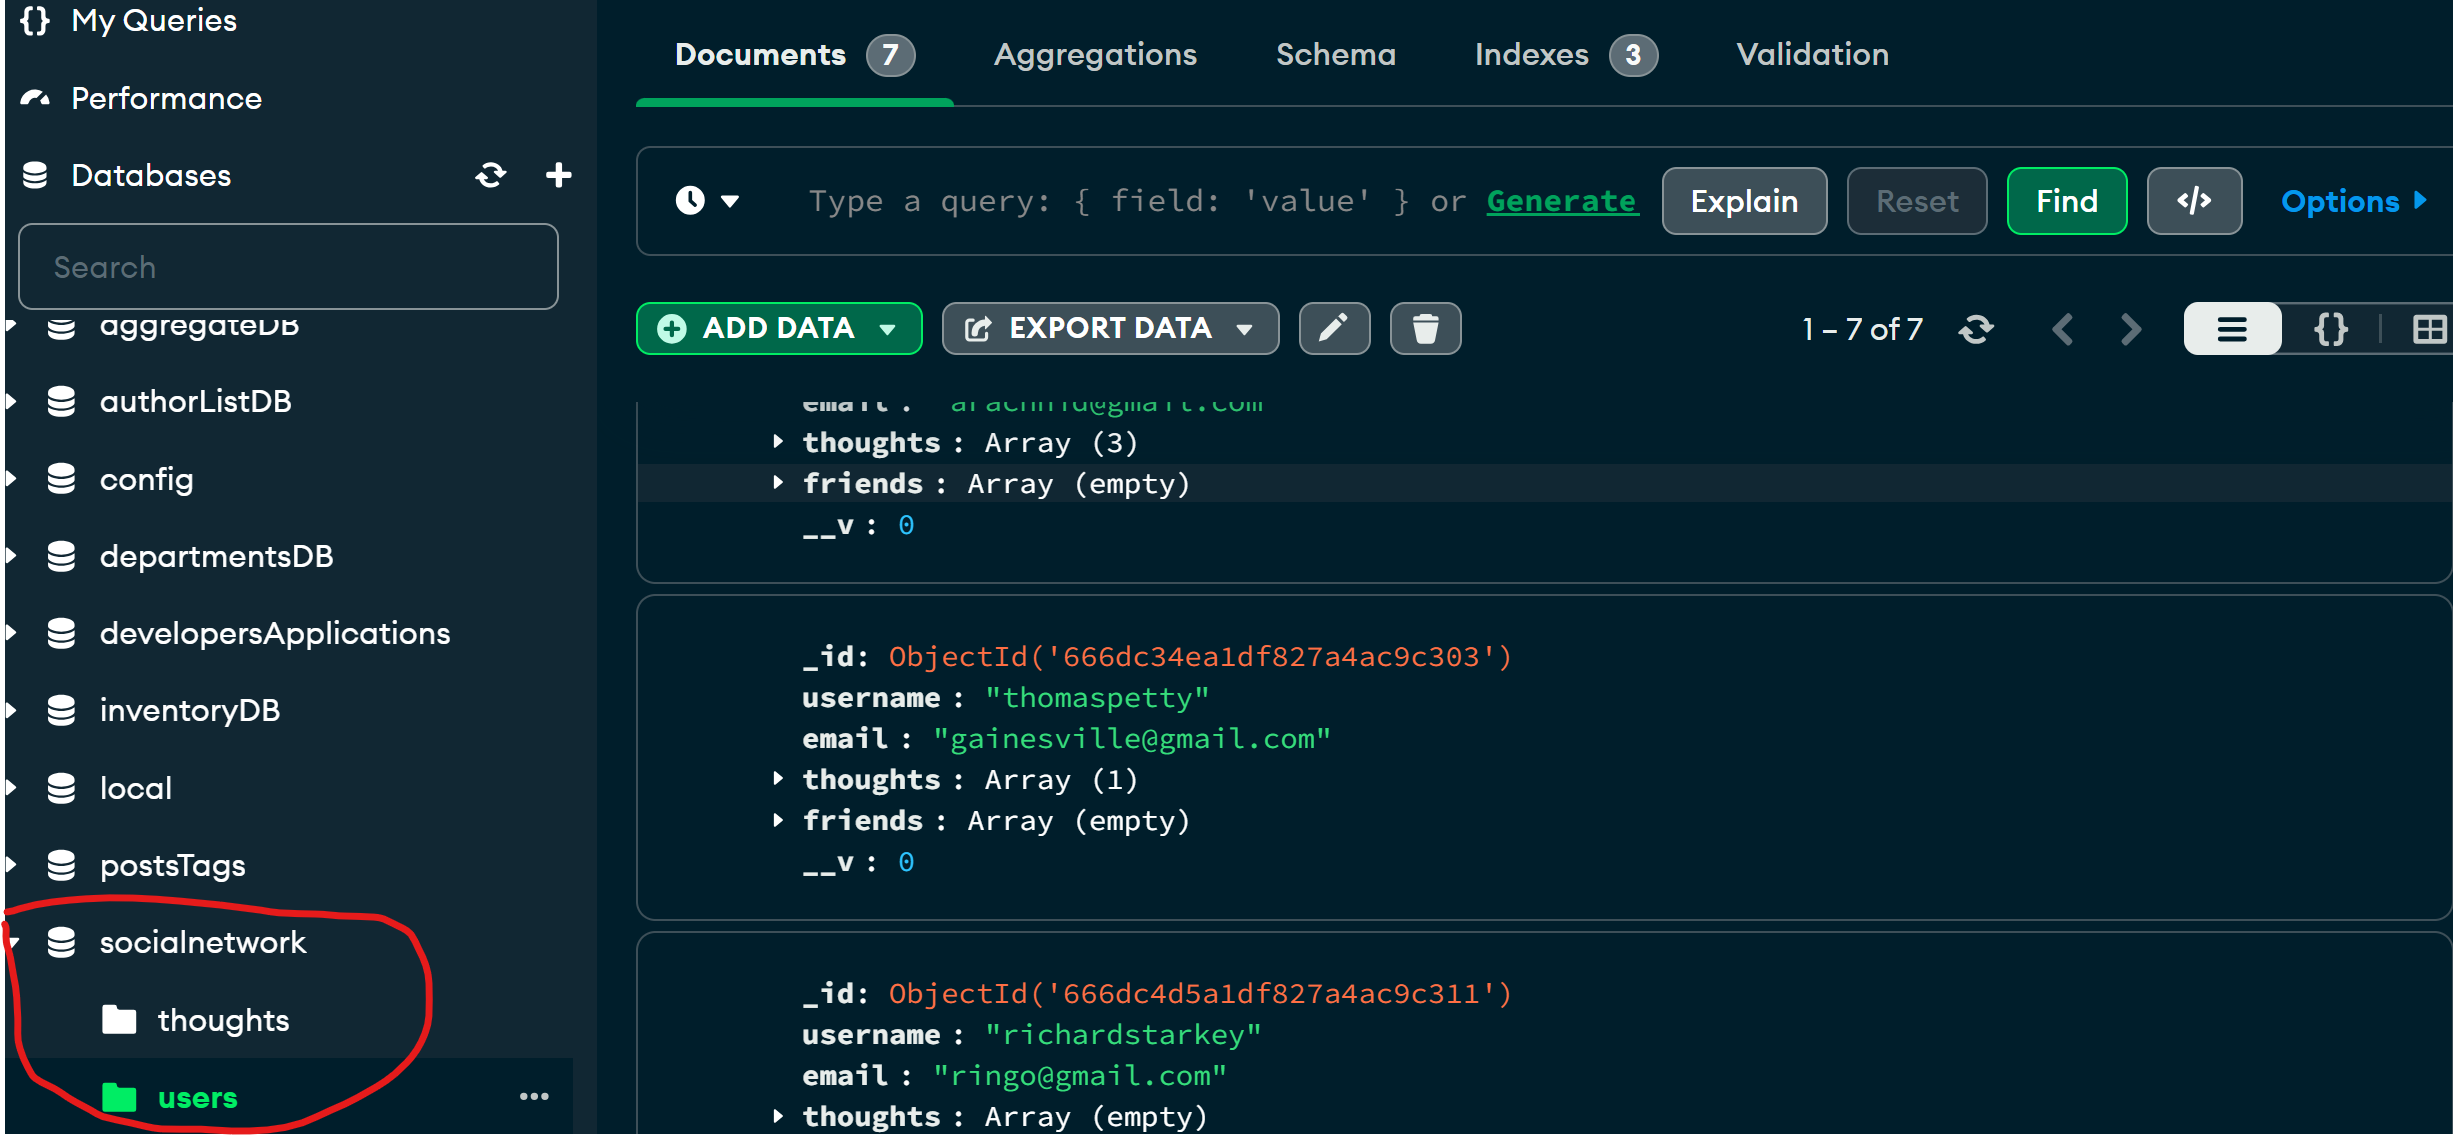 My Queries
Performance
Databases
Search
aggregateDB
authorListDB
config
departmentsDB
developersApplications
inventoryDB
local
postsTags
socialnetwork
thoughts
users
Documents 7 Aggregations Schema Indexes 3 Validation
Type a query: { field: 'value' } or Generate Explain Reset Find </> Options
ADD DATA EXPORT DATA 1 – 7 of 7 {}
email : "arachnid@gmail.com
thoughts : Array (3)
friends : Array (empty)
__v : 0
_id: ObjectId('666dc34ea1df827a4ac9c303')
username : "thomaspetty"
email : "gainesville@gmail.com"
thoughts : Array (1)
friends : Array (empty)
__v : 0
_id: ObjectId('666dc4d5a1df827a4ac9c311')
username : "richardstarkey"
email : "ringo@gmail.com"
thoughts : Array (empty)